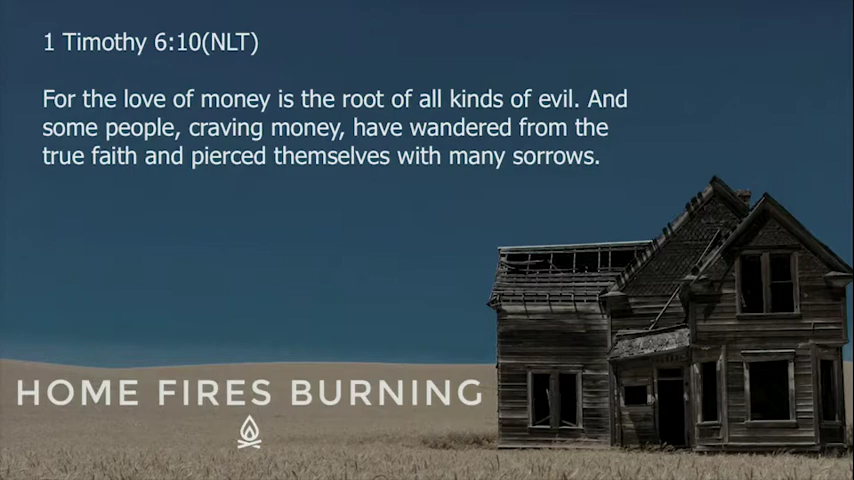 1 Timothy 6:10(NLT)
For the love of money is the root of all kinds of evil. And
some people, craving money, have wandered from the
true faith and pierced themselves with many sorrows.
HOME FIRES BURNING